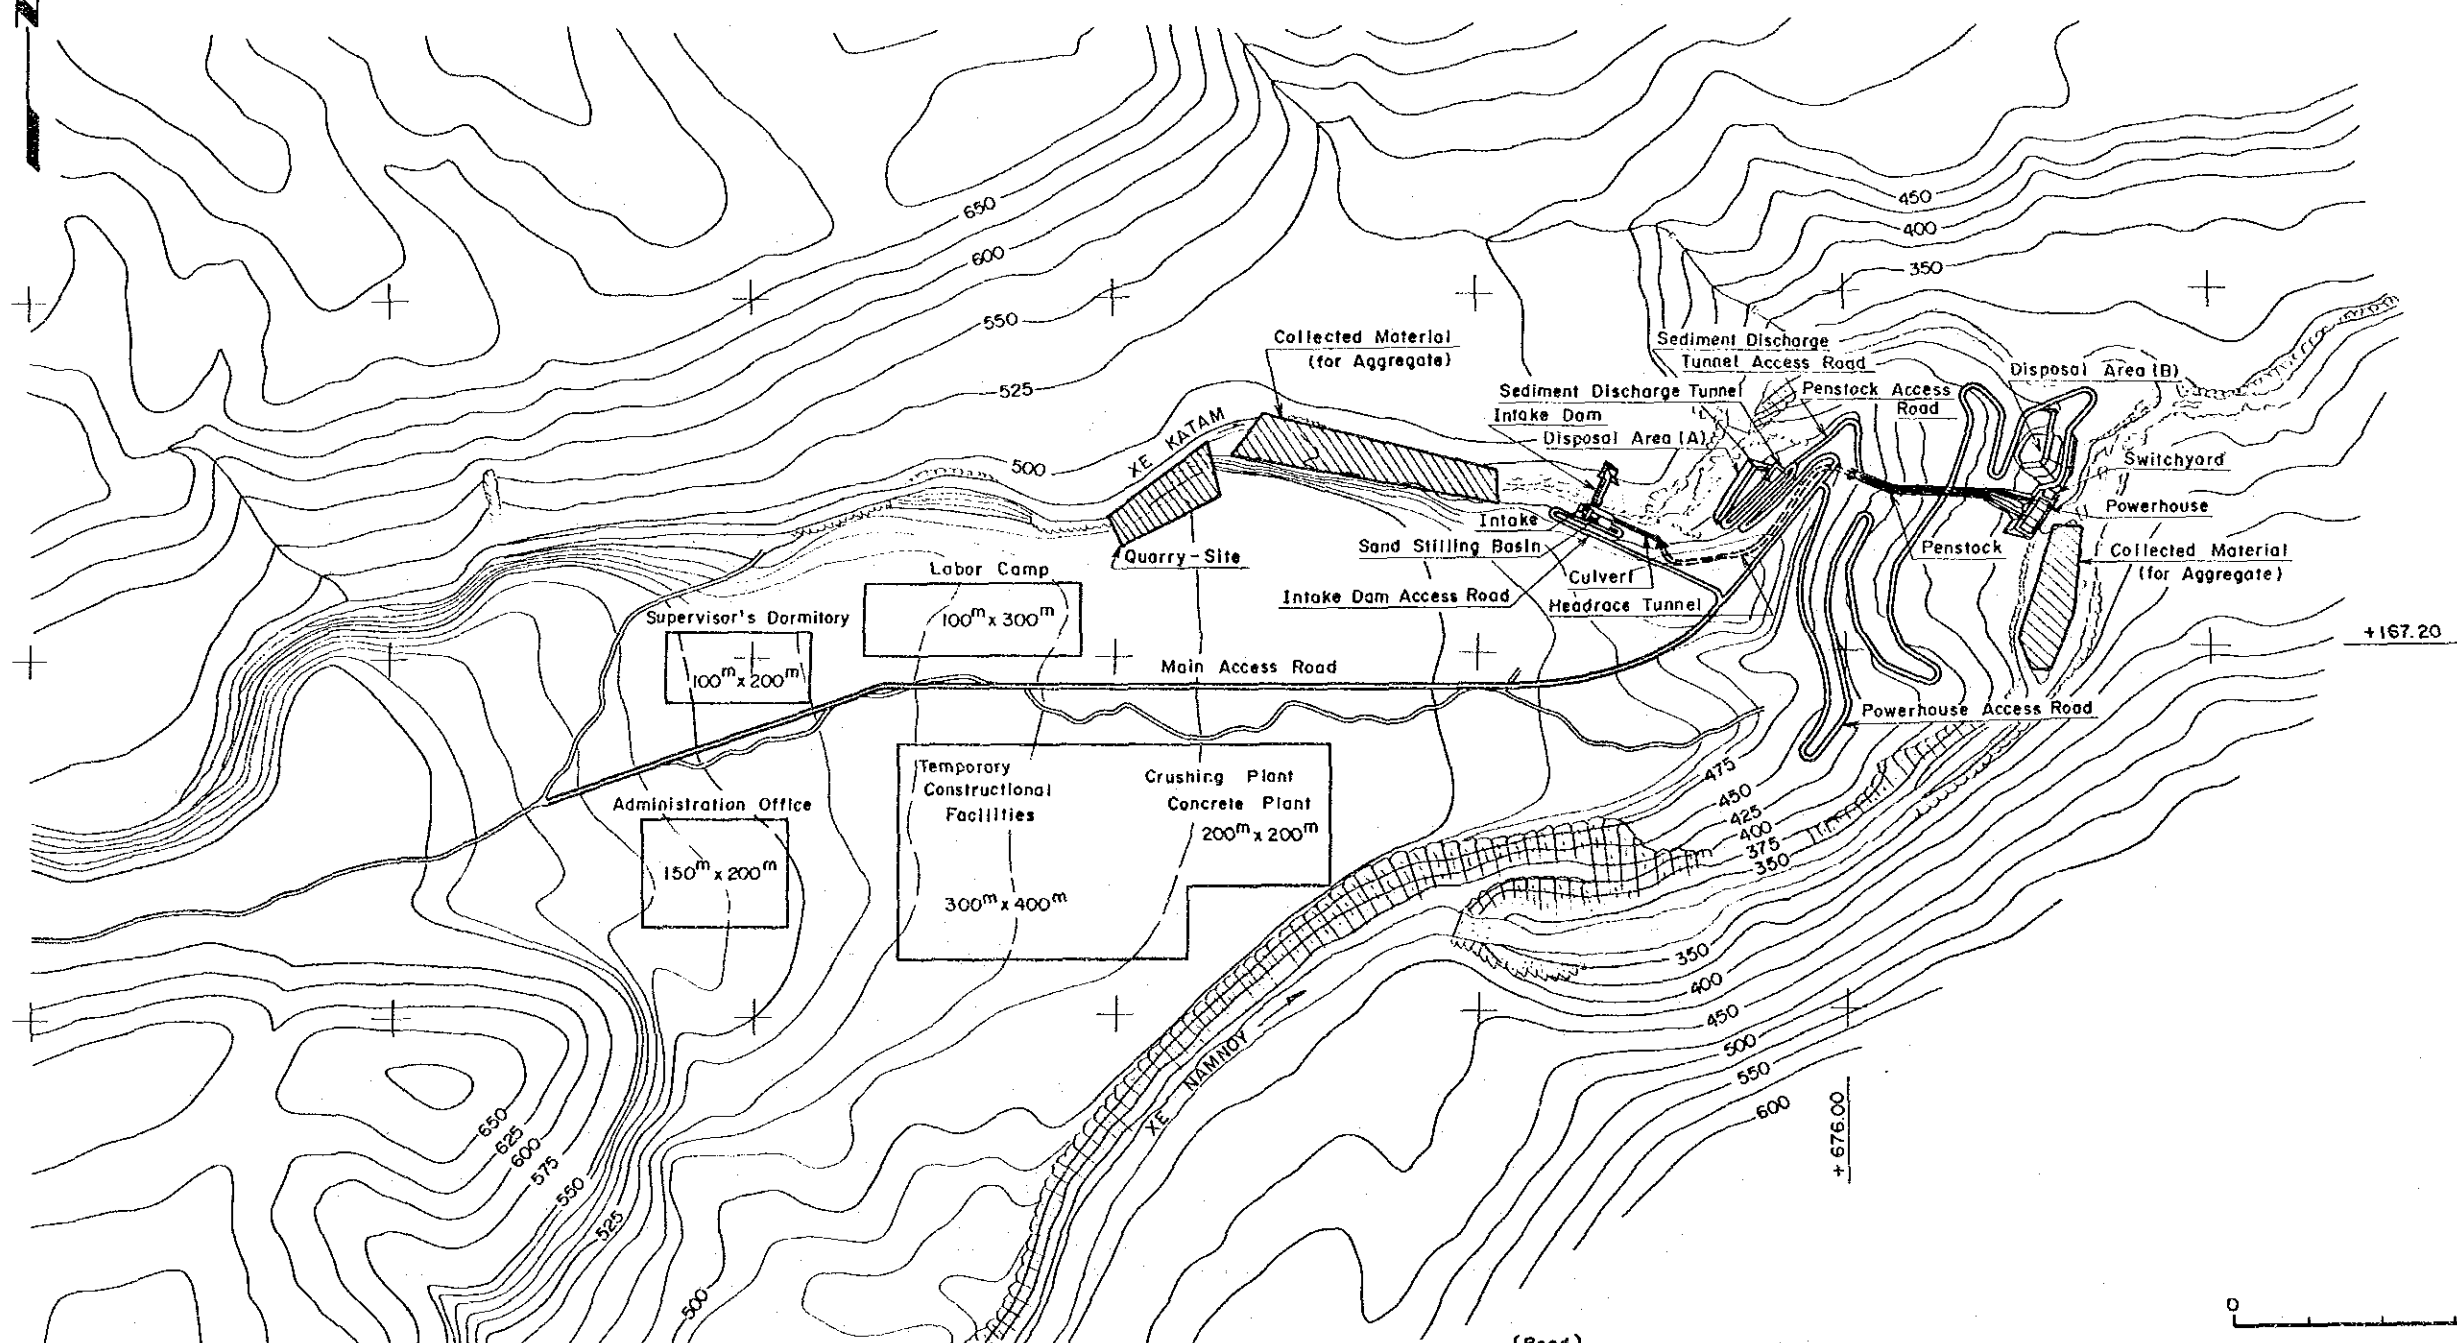 N
650
600
550
525
500
450
400
350
Collected Material
(for Aggregate)
XE KATAM
Sediment Discharge
Tunnel Access Road
Sediment Discharge Tunnel
Intake Dam
Disposal Area (A)
Penstock Access
Road
Disposal Area (B)
Switchyard
Powerhouse
Penstock
Collected Material
(for Aggregate)
Quarry-Site
Intake
Sand Stilling Basin
Culvert
Intake Dam Access Road
Headrace Tunnel
Labor Camp
100m x 300m
Supervisor's Dormitory
100m x 200m
Main Access Road
+167.20
Powerhouse Access Road
Temporary
Constructional
Facilities
300m x 400m
Crushing Plant
Concrete Plant
200m x 200m
Administration Office
150m x 200m
475
450
425
400
375
350
350
400
450
500
550
600
XE NAMNOY
+676.00
650
625
600
575
550
525
500
0
(Road)